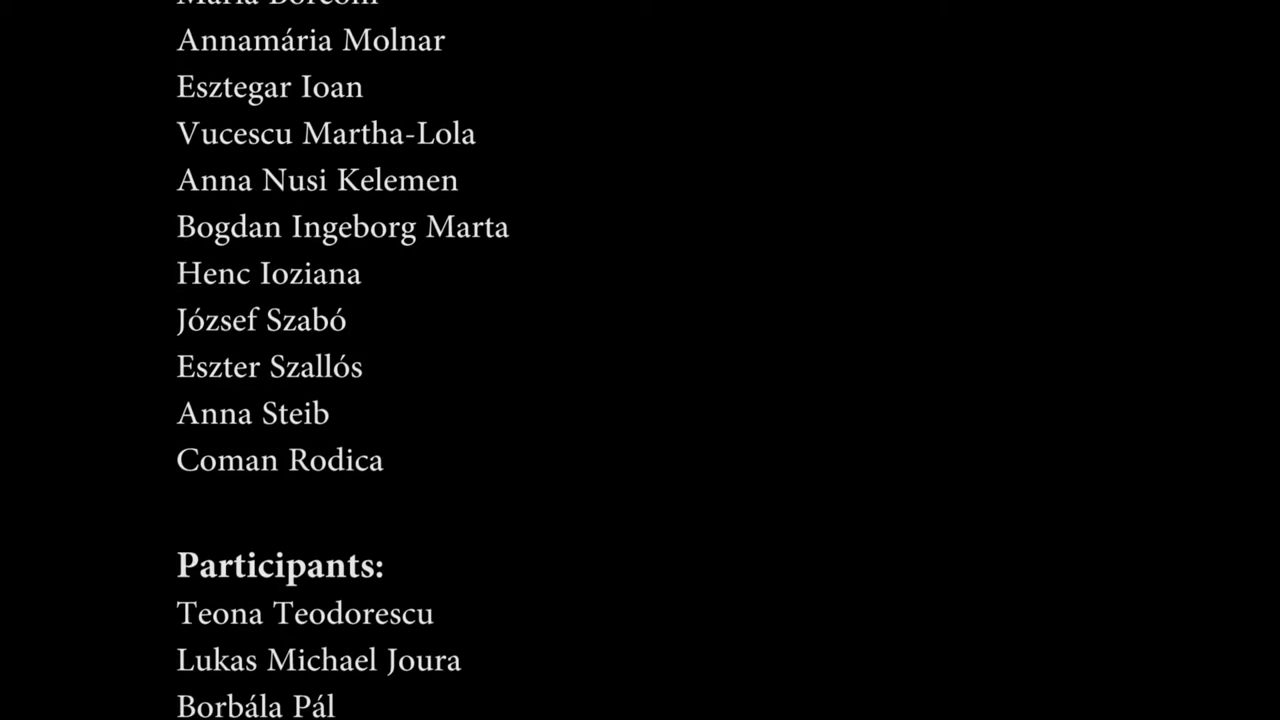 Annamária Molnar
Esztegar Ioan
Vucescu Martha-Lola
Anna Nusi Kelemen
Bogdan Ingeborg Marta
Henc Ioziana
József Szabó
Eszter Szallós
Anna Steib
Coman Rodica
Participants:
Teona Teodorescu
Lukas Michael Joura
Borbála Pál